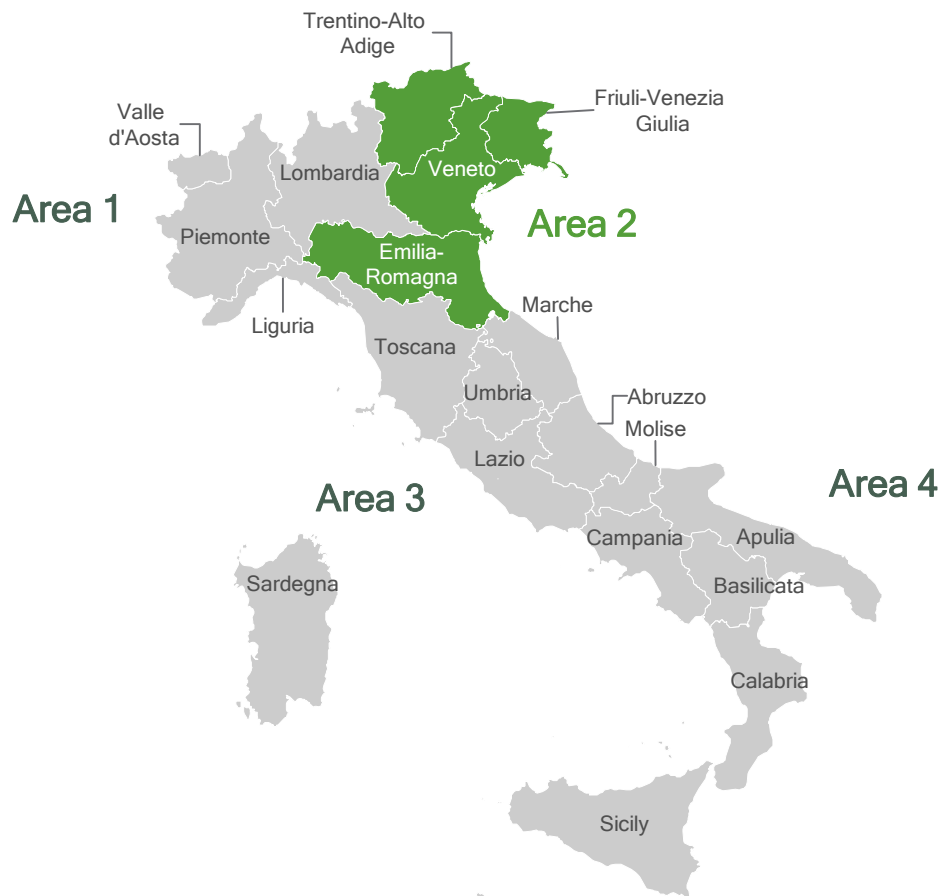 Trentino-Alto
Adige
Friuli-Venezia
Giulia
Valle
d'Aosta
Lombardia
Veneto
Area 1
Area 2
Piemonte
Emilia-
Romagna
Marche
Liguria
Toscana
Umbria
Abruzzo
Molise
Lazio
Area 3
Area 4
Campania
Apulia
Sardegna
Basilicata
Calabria
Sicily